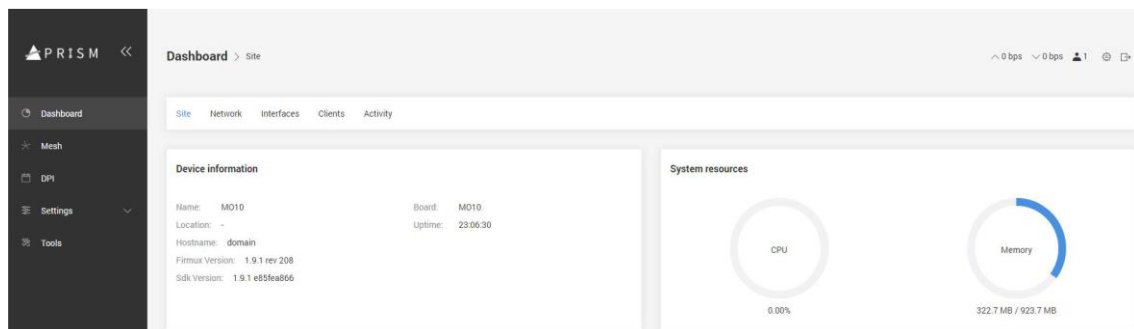 PRISM
Dashboard > Site
0 bps 0 bps 1
Dashboard
Mesh
DPI
Settings
Tools
Site Network Interfaces Clients Activity
Device information
Name: MO10
Location: -
Hostname: domain
Firmux Version: 1.9.1 rev 208
Sdk Version: 1.9.1 e85fea866
Board: MO10
Uptime: 23:06:30
System resources
CPU
0.00%
Memory
322.7 MB / 923.7 MB